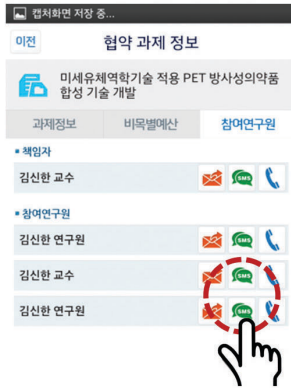 캡처화면 저장 중...
이전
협약 과제 정보
미세유체역학기술 적용 PET 방사성의약품
합성 기술 개발
과제정보 비목별예산 참여연구원
책임자
김신한 교수 SMS
참여연구원
김신한 연구원 SMS
김신한 교수 SMS
김신한 연구원 SMS